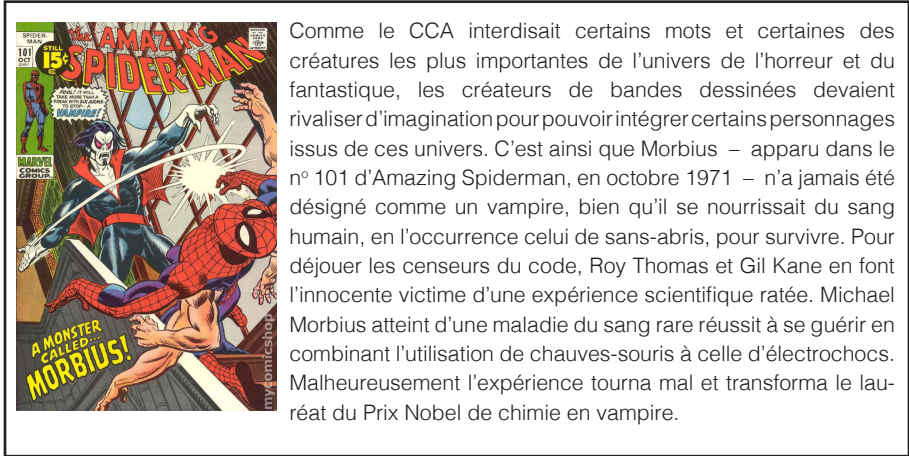 SPIDER-
MAN
101
OCT
STILL
15¢
the AMAZING
SPIDER-MAN
FOOL! IT WILL
TAKE MORE THAN A
FREAK WITH SIX ARMS
TO STOP-- A
VAMPIRE!
MARVEL
COMICS
GROUP
A MONSTER
CALLED...
MORBIUS!
mycomicshop
Comme le CCA interdisait certains mots et certaines des
créatures les plus importantes de l’univers de l’horreur et du
fantastique, les créateurs de bandes dessinées devaient
rivaliser d’imagination pour pouvoir intégrer certains personnages
issus de ces univers. C’est ainsi que Morbius – apparu dans le
nº 101 d’Amazing Spiderman, en octobre 1971 – n’a jamais été
désigné comme un vampire, bien qu’il se nourrissait du sang
humain, en l’occurrence celui de sans-abris, pour survivre. Pour
déjouer les censeurs du code, Roy Thomas et Gil Kane en font
l’innocente victime d’une expérience scientifique ratée. Michael
Morbius atteint d’une maladie du sang rare réussit à se guérir en
combinant l’utilisation de chauves-souris à celle d’électrochocs.
Malheureusement l’expérience tourna mal et transforma le lau-
réat du Prix Nobel de chimie en vampire.